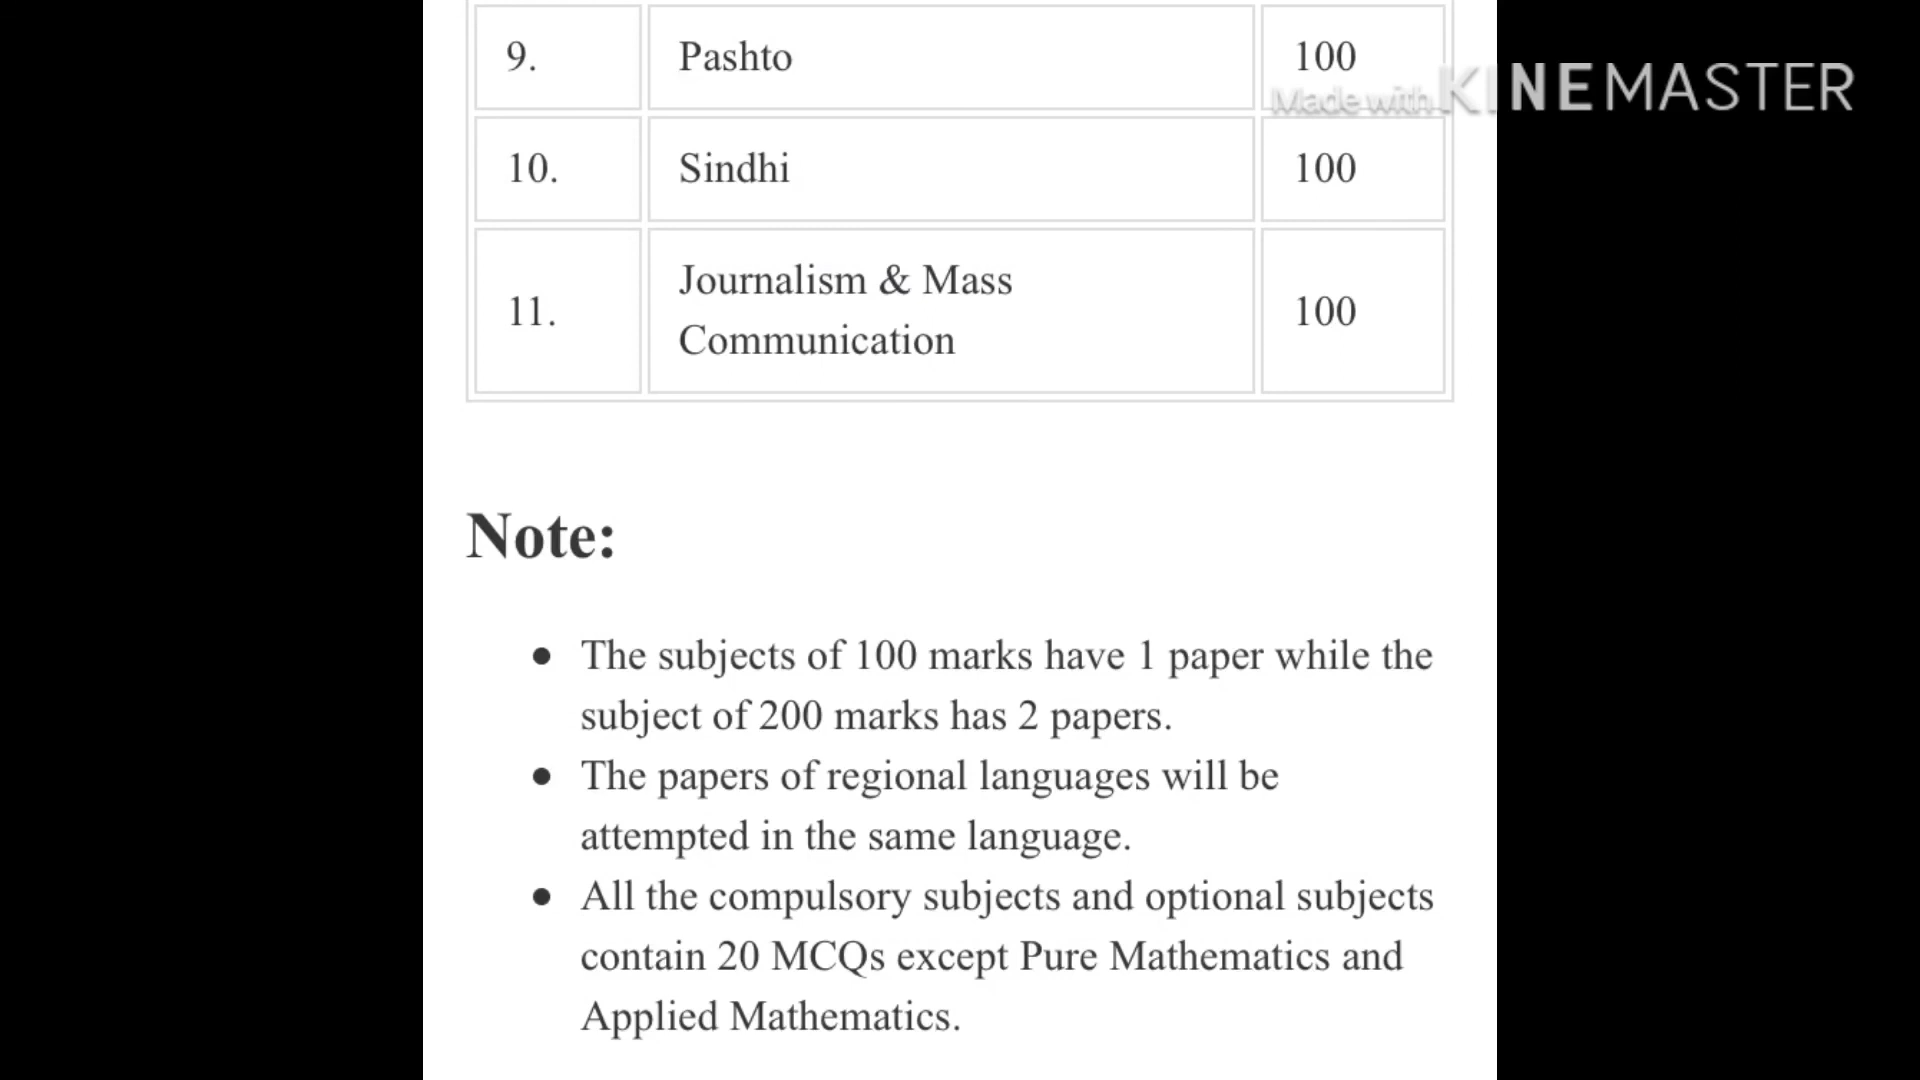 9. Pashto 100
Made with KINEMASTER
10. Sindhi 100
Journalism & Mass
11. 100
Communication
Note:
• The subjects of 100 marks have 1 paper while the
subject of 200 marks has 2 papers.
• The papers of regional languages will be
attempted in the same language.
• All the compulsory subjects and optional subjects
contain 20 MCQs except Pure Mathematics and
Applied Mathematics.